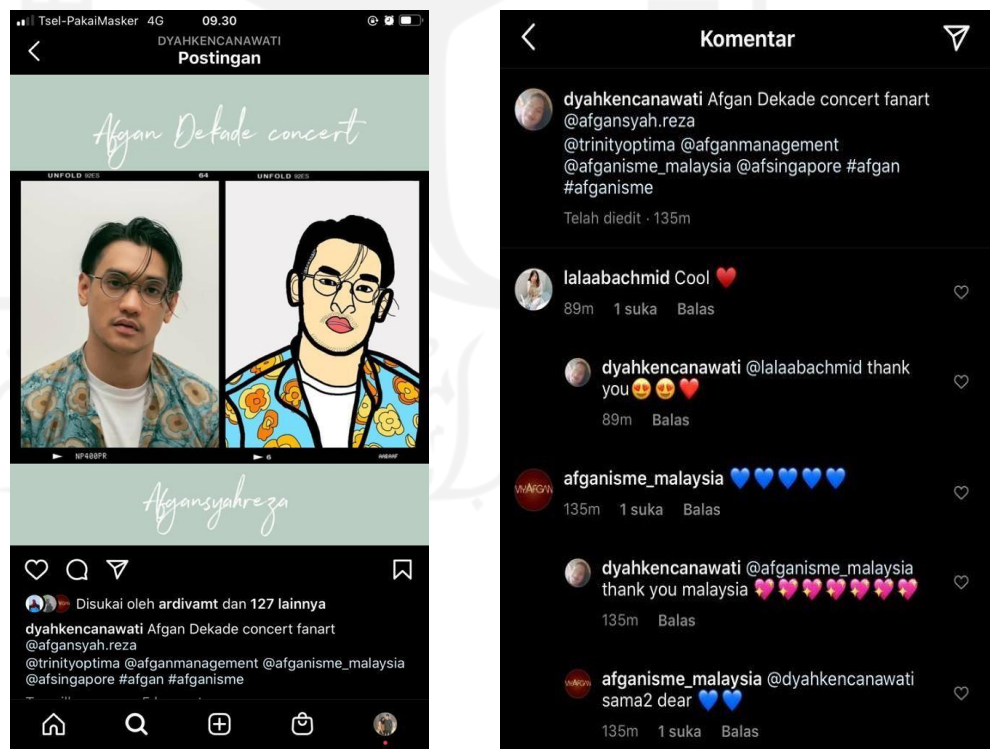 Tsel-PakaiMasker 4G 09.30
DYAHKENCANAWATI
Postingan
Afgan Dekade concert
UNFOLD 92ES 64 UNFOLD 92ES
NP400PR 6
Afgansyahreza
Disukai oleh ardivamt dan 127 lainnya
dyahkencanawati Afgan Dekade concert fanart
@afgansyah.reza
@trinityoptima @afganmanagement @afganisme_malaysia
@afsingapore #afgan #afganisme
Komentar
dyahkencanawati Afgan Dekade concert fanart
@afgansyah.reza
@trinityoptima @afganmanagement
@afganisme_malaysia @afsingapore #afgan
#afganisme
Telah diedit · 135m
lalaabachmid Cool ❤️
89m 1 suka Balas
dyahkencanawati @lalaabachmid thank
you😍😍❤️
89m Balas
afganisme_malaysia 💙💙💙💙💙
135m 1 suka Balas
dyahkencanawati @afganisme_malaysia
thank you malaysia 💖💖💖💖💖💖💖
135m Balas
afganisme_malaysia @dyahkencanawati
sama2 dear 💙💙
135m 1 suka Balas